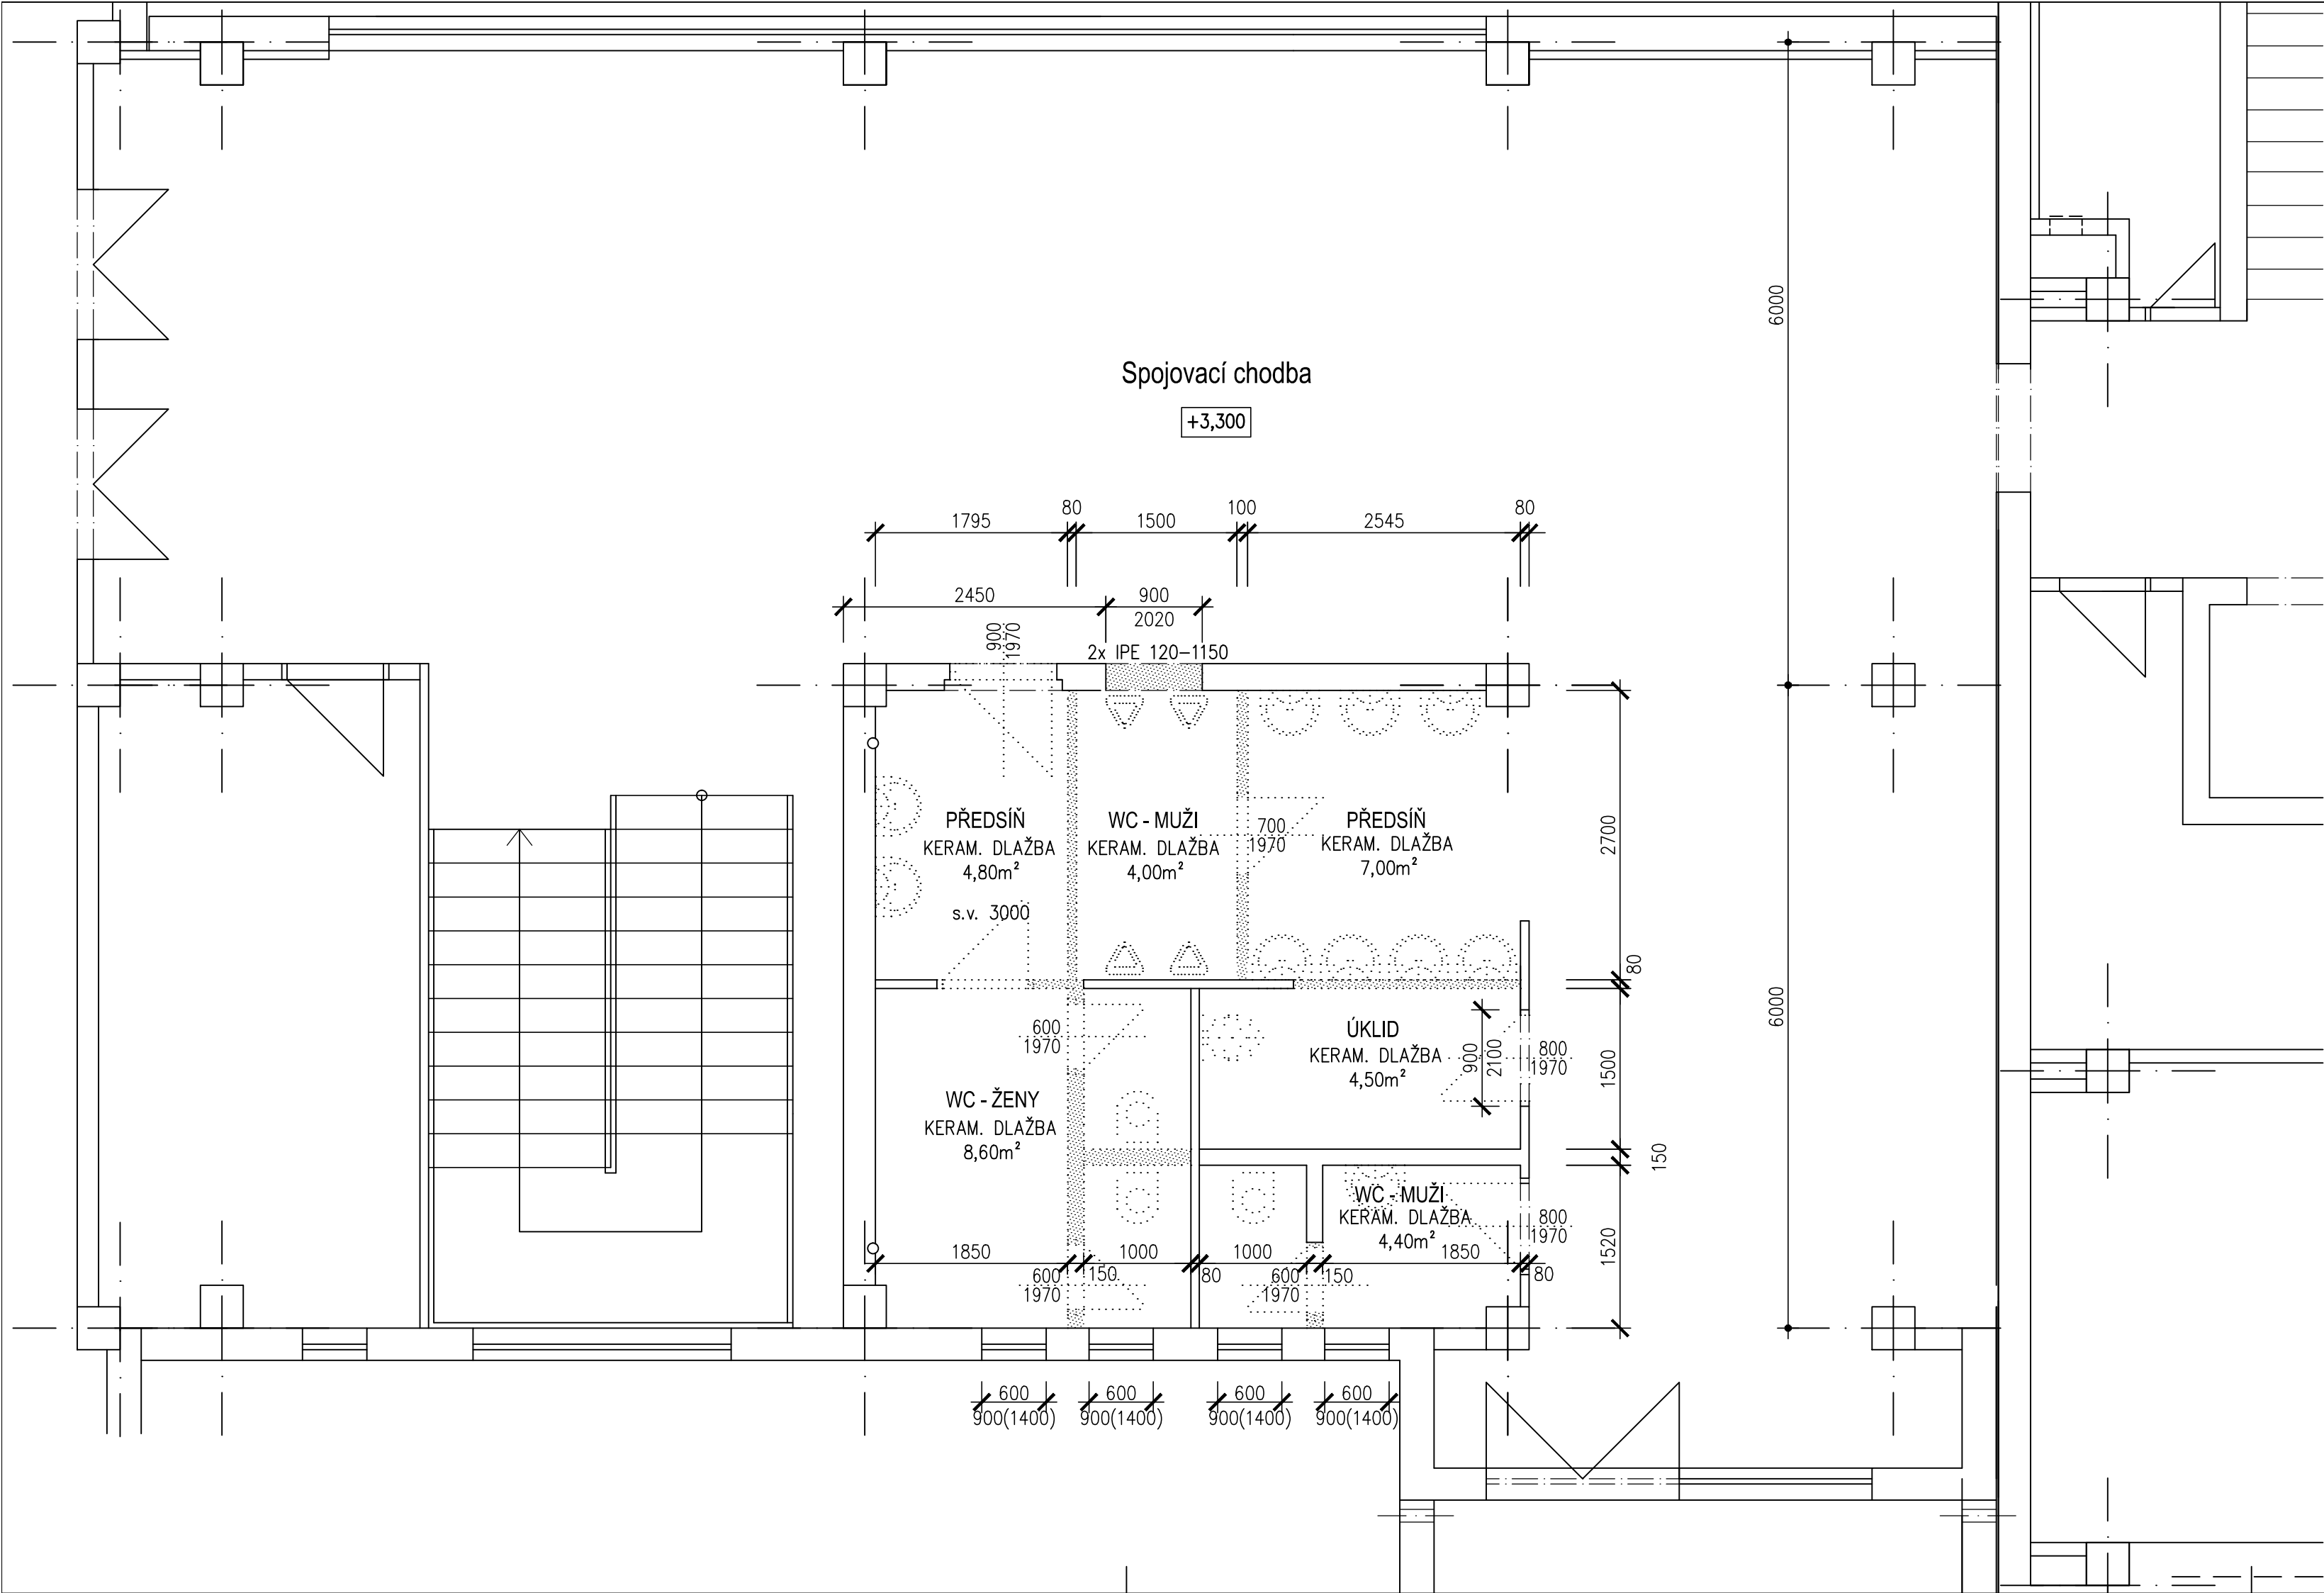 Spojovací chodba
+3,300
6000
1795
80
1500
100
2545
80
2450
900
2020
900
1970
2x IPE 120-1150
PŘEDSÍŇ
KERAM. DLAŽBA
4,80m²
s.v. 3000
WC - MUŽI
KERAM. DLAŽBA
4,00m²
700
1970
PŘEDSÍŇ
KERAM. DLAŽBA
7,00m²
2700
80
6000
600
1970
ÚKLID
KERAM. DLAŽBA
4,50m²
900
2100
800
1970
1500
WC - ŽENY
KERAM. DLAŽBA
8,60m²
150
WC - MUŽI
KERAM. DLAŽBA
4,40m²
800
1970
1520
1850
150
1000
80
1000
150
1850
80
600
1970
600
1970
600
900(1400)
600
900(1400)
600
900(1400)
600
900(1400)